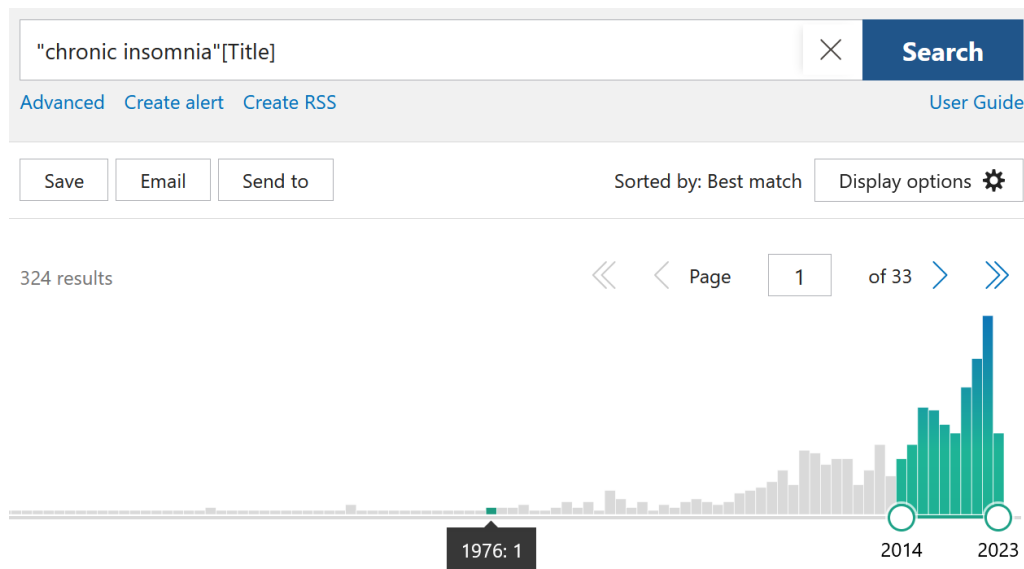 "chronic insomnia"[Title]
Search
Advanced Create alert Create RSS User Guide
Save Email Send to Sorted by: Best match Display options
324 results Page 1 of 33
1976: 1
2014 2023